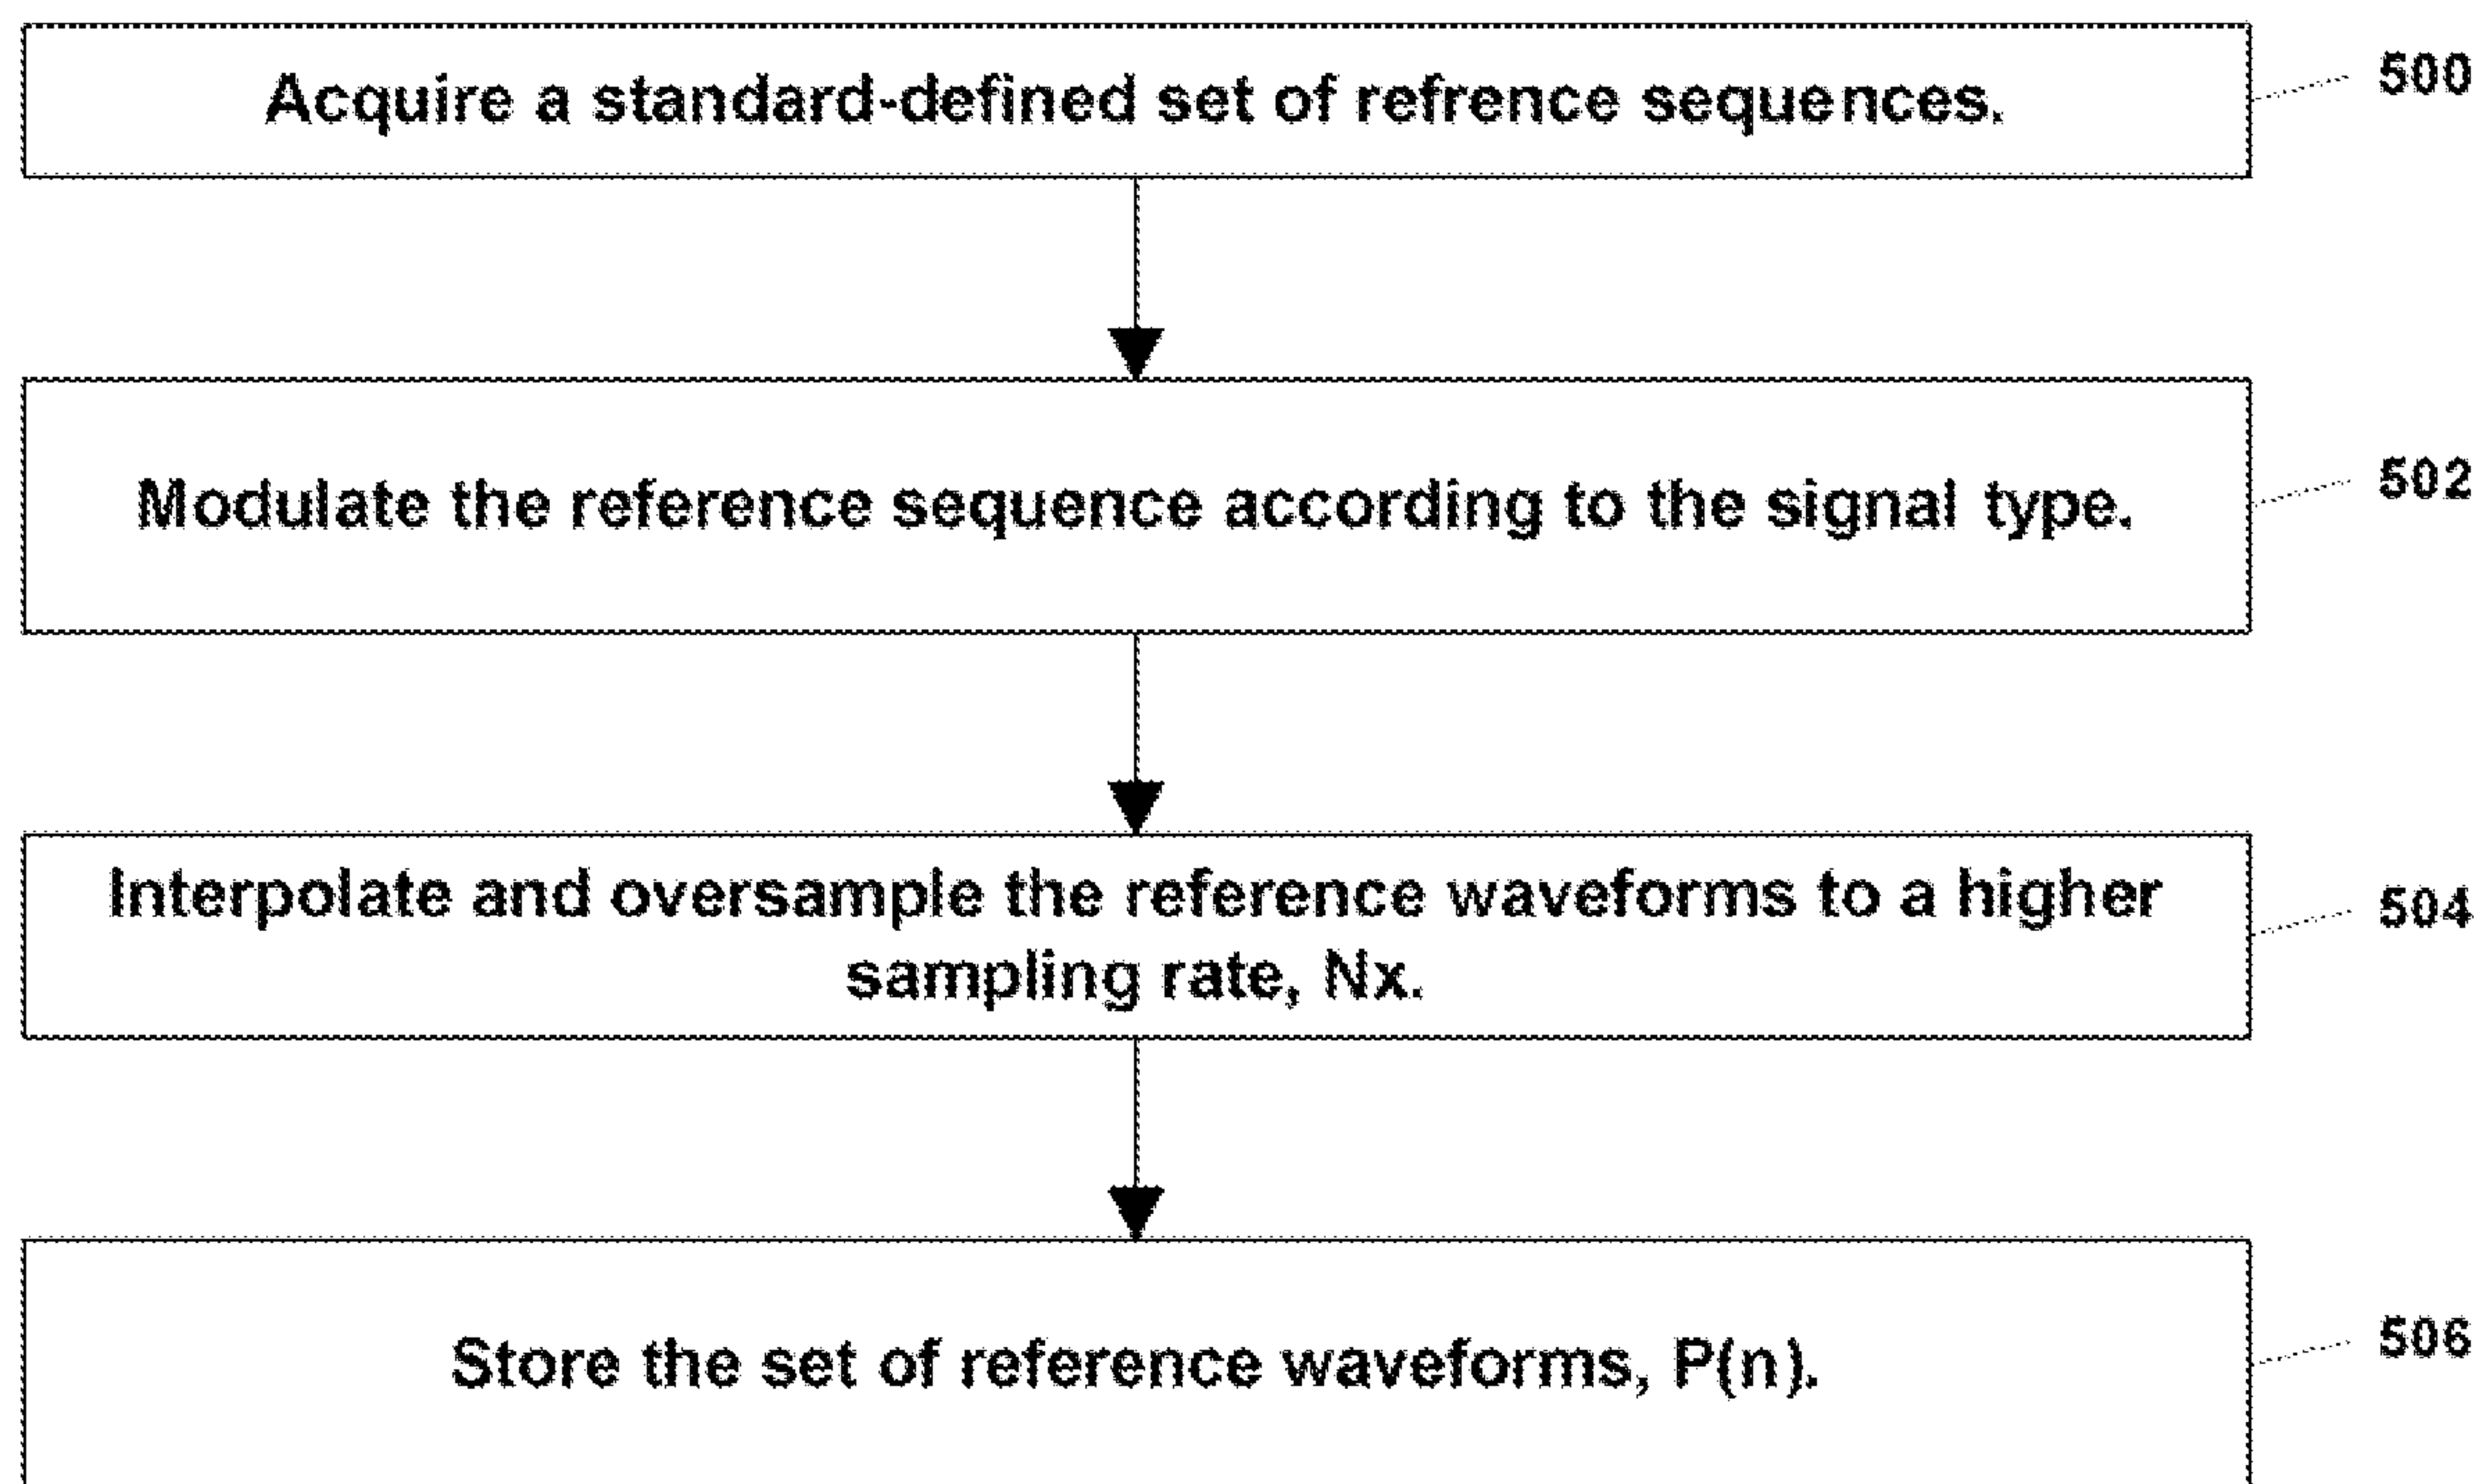 Acquire a standard-defined set of refrence sequences.
500
Modulate the reference sequence according to the signal type.
502
Interpolate and oversample the reference waveforms to a higher
sampling rate, Nx.
504
Store the set of reference waveforms, P(n).
506